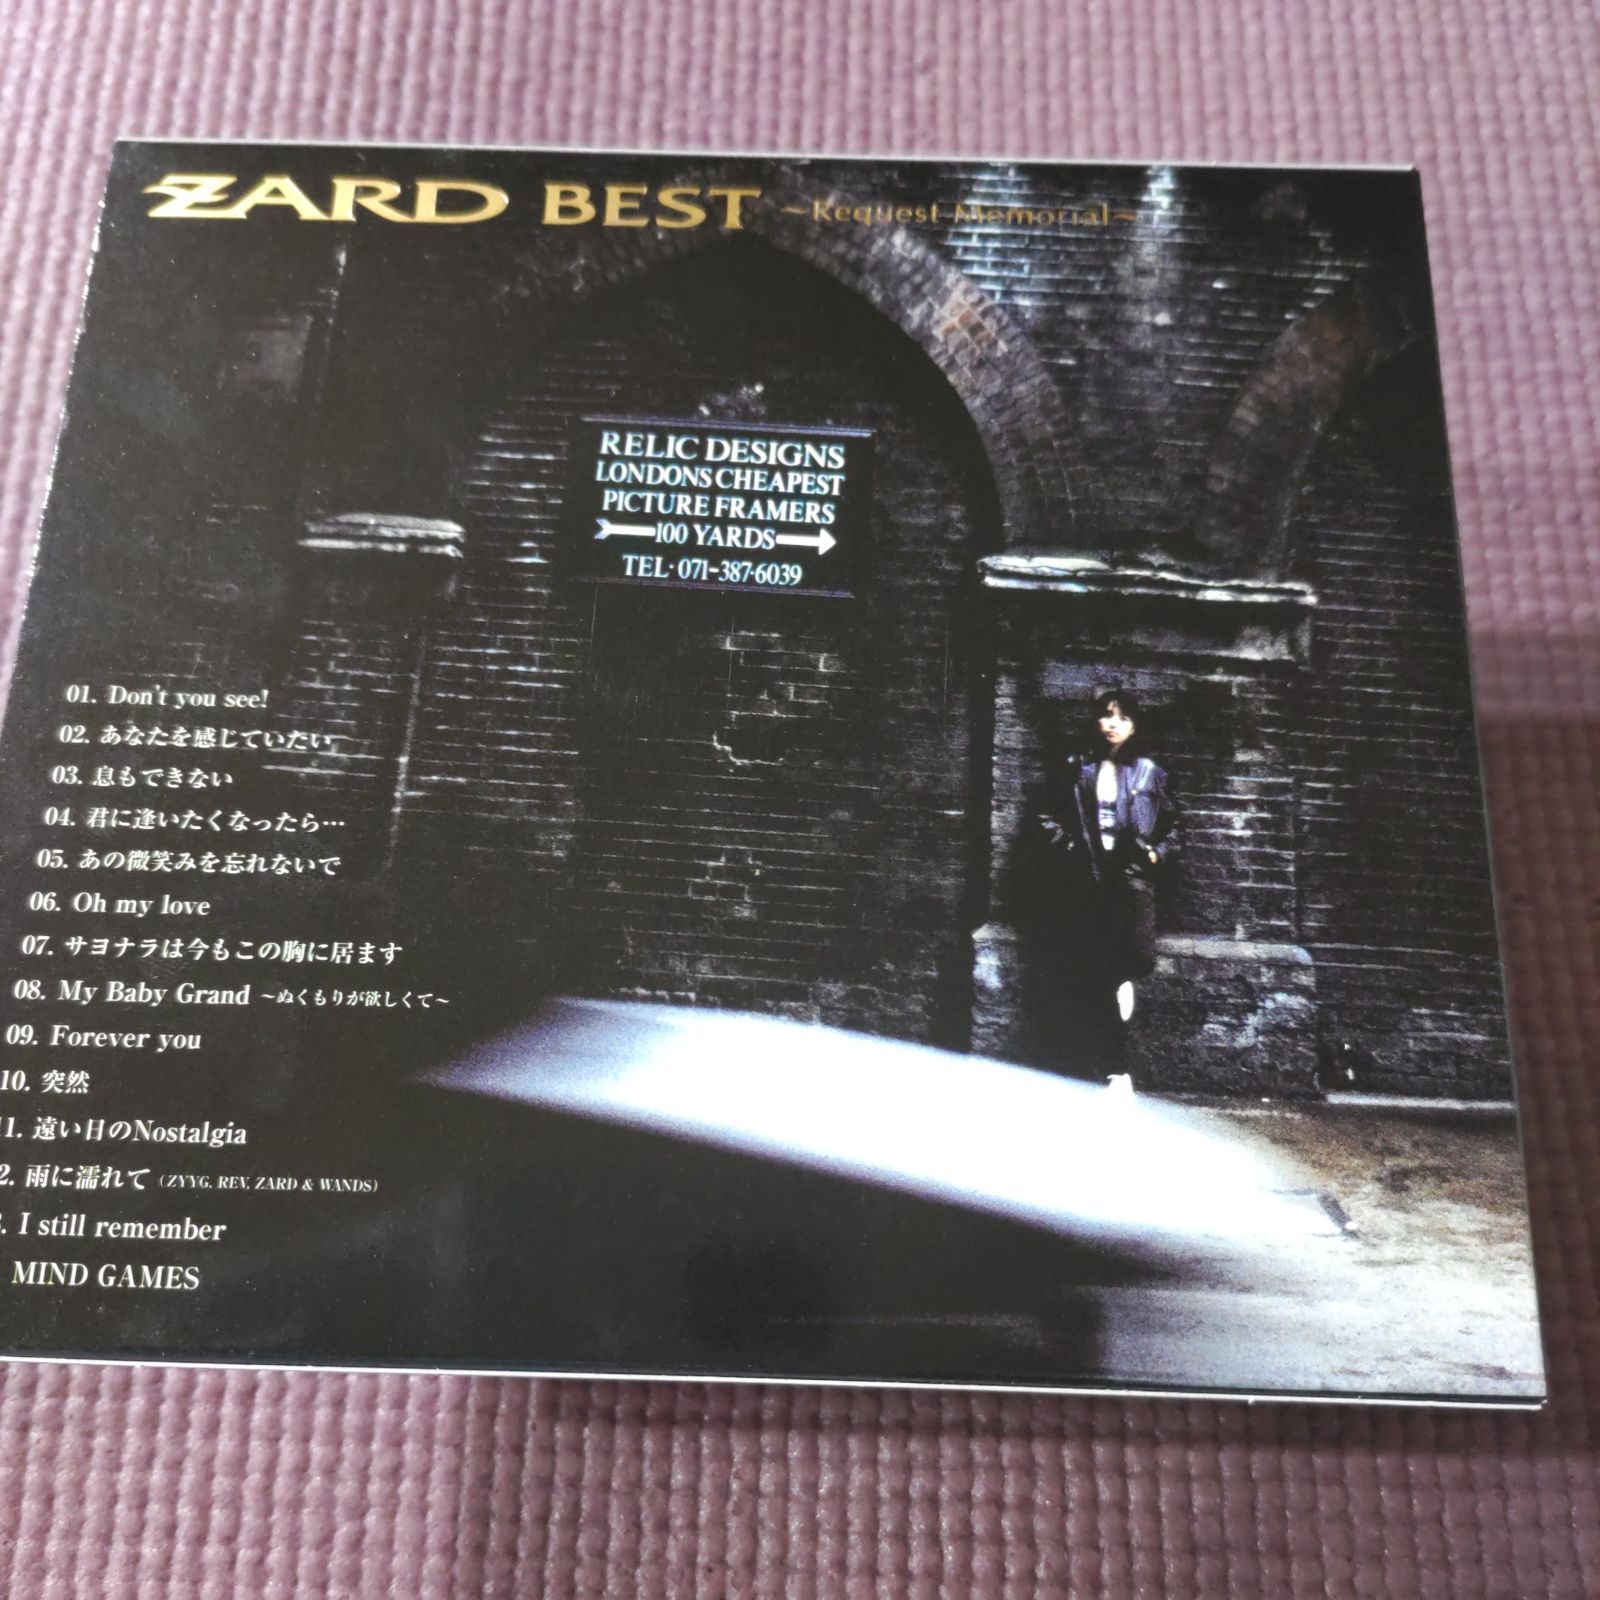 ZARD BEST ~Request Memorial~
RELIC DESIGNS
LONDONS CHEAPEST
PICTURE FRAMERS
100 YARDS
TEL·071-387·6039
01. Don't you see!
02. あなたを感じていたい
03. 息もできない
04. 君に逢いたくなったら…
05. あの微笑みを忘れないで
06. Oh my love
07. サヨナラは今もこの胸に居ます
08. My Baby Grand ~ぬくもりが欲しくて~
09. Forever you
10. 突然
11. 遠い日のNostalgia
2. 雨に濡れて (ZYYG, REV, ZARD & WANDS)
. I still remember
MIND GAMES